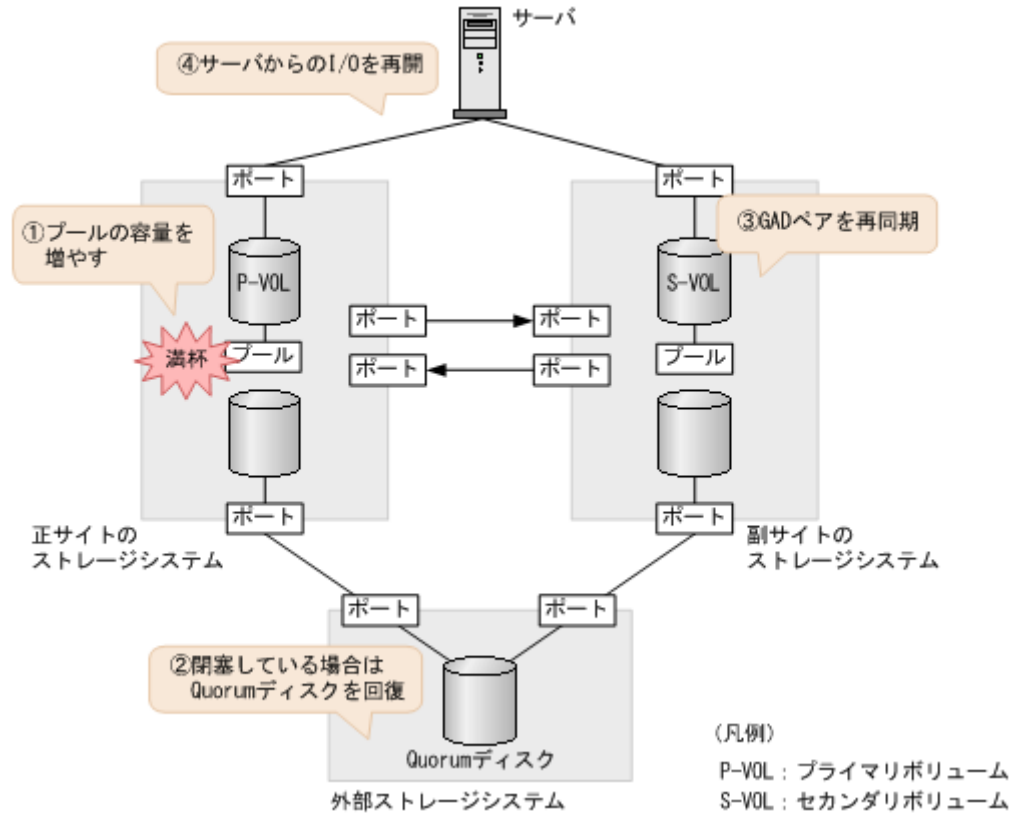 サーバ
④サーバからのI/Oを再開
ポート
ポート
①プールの容量を
増やす
③GADペアを再同期
P-VOL
S-VOL
ポート
ポート
満杯
プール
ポート
ポート
プール
ポート
ポート
正サイトの
ストレージシステム
副サイトの
ストレージシステム
ポート
ポート
②閉塞している場合は
Quorumディスクを回復
Quorumディスク
外部ストレージシステム
(凡例)
P-VOL:プライマリボリューム
S-VOL:セカンダリボリューム